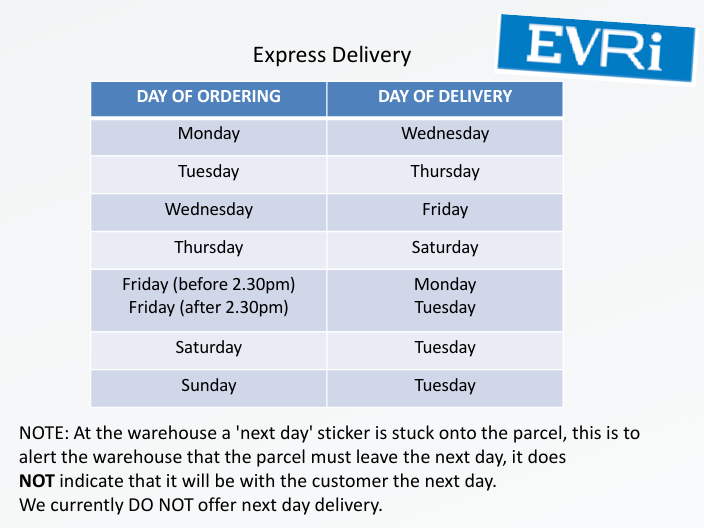 EVRi
Express Delivery
DAY OF ORDERING DAY OF DELIVERY
Monday Wednesday
Tuesday Thursday
Wednesday Friday
Thursday Saturday
Friday (before 2.30pm) Monday
Friday (after 2.30pm) Tuesday
Saturday Tuesday
Sunday Tuesday
NOTE: At the warehouse a 'next day' sticker is stuck onto the parcel, this is to
alert the warehouse that the parcel must leave the next day, it does
NOT indicate that it will be with the customer the next day.
We currently DO NOT offer next day delivery.